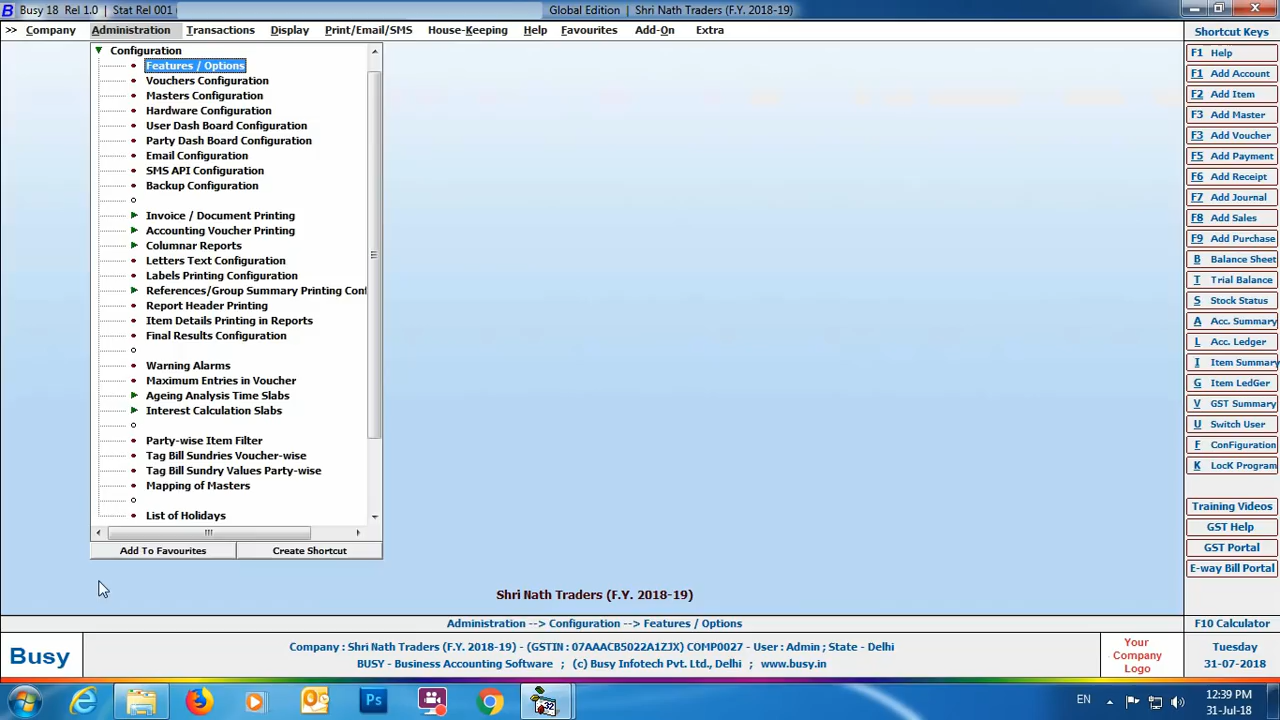 Busy 18 Rel 1.0 | Stat Rel 001 Global Edition | Shri Nath Traders (F.Y. 2018-19)
>> Company Administration Transactions Display Print/Email/SMS House-Keeping Help Favourites Add-On Extra
Shortcut Keys
Configuration
Features / Options
Vouchers Configuration
Masters Configuration
Hardware Configuration
User Dash Board Configuration
Party Dash Board Configuration
Email Configuration
SMS API Configuration
Backup Configuration
Invoice / Document Printing
Accounting Voucher Printing
Columnar Reports
Letters Text Configuration
Labels Printing Configuration
References/Group Summary Printing Conf
Report Header Printing
Item Details Printing in Reports
Final Results Configuration
Warning Alarms
Maximum Entries in Voucher
Ageing Analysis Time Slabs
Interest Calculation Slabs
Party-wise Item Filter
Tag Bill Sundries Voucher-wise
Tag Bill Sundry Values Party-wise
Mapping of Masters
List of Holidays
Add To Favourites Create Shortcut
F1 Help
F1 Add Account
F2 Add Item
F3 Add Master
F3 Add Voucher
F5 Add Payment
F6 Add Receipt
F7 Add Journal
F8 Add Sales
F9 Add Purchase
B Balance Sheet
T Trial Balance
S Stock Status
A Acc. Summary
L Acc. Ledger
I Item Summary
G Item LedGer
V GST Summary
U Switch User
F ConFiguration
K LocK Program
Training Videos
GST Help
GST Portal
E-way Bill Portal
Shri Nath Traders (F.Y. 2018-19)
Administration --> Configuration --> Features / Options
F10 Calculator
Busy
Company : Shri Nath Traders (F.Y. 2018-19) - (GSTIN : 07AAACB5022A1ZJX) COMP0027 - User : Admin ; State - Delhi
BUSY - Business Accounting Software ; (c) Busy Infotech Pvt. Ltd., Delhi ; www.busy.in
Your
Company
Logo
Tuesday
31-07-2018
Ps
32
EN
12:39 PM
31-Jul-18